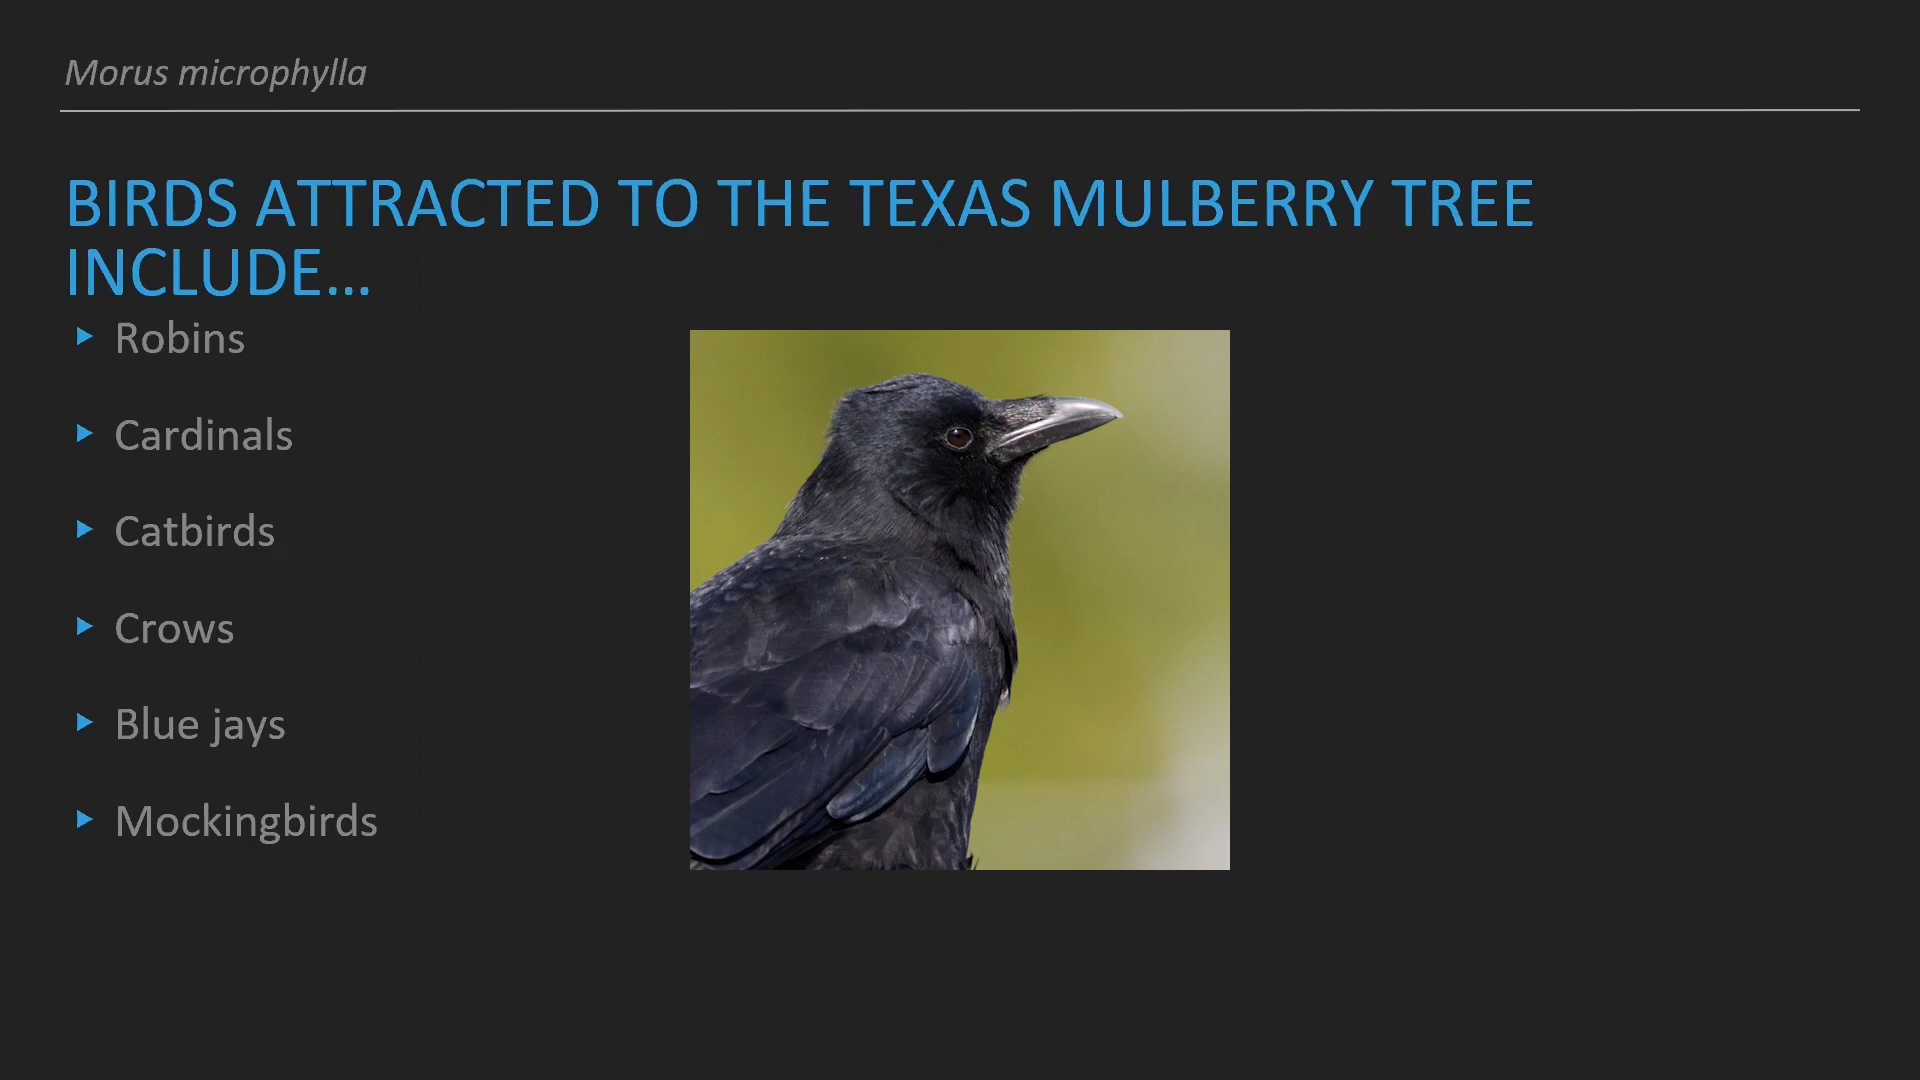 Morus microphylla
BIRDS ATTRACTED TO THE TEXAS MULBERRY TREE
INCLUDE...
Robins
Cardinals
Catbirds
Crows
Blue jays
Mockingbirds